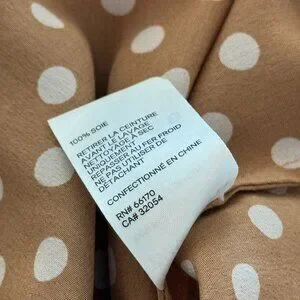 100% SOIE
RETIRER LA CEINTURE
AVANT LE LAVAGE
NETTOYAGE À SEC
UNIQUEMENT
REPASSER AU FER FROID
NE PAS UTILISER DE
DÉTACHANT
CONFECTIONNÉ EN CHINE
RN# 66170
CA# 32054